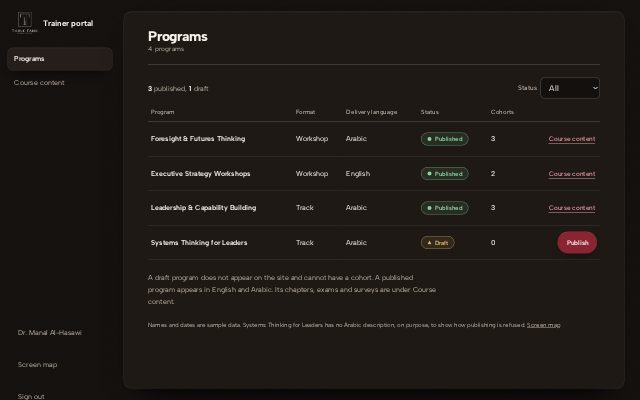 Trainer portal
Programs
Course content
Dr. Manal Al-Hasawi
Screen map
Sign out
Programs
4 programs
3 published, 1 draft
Status All
Program Format Delivery language Status Cohorts
Foresight & Futures Thinking Workshop Arabic Published 3 Course content
Executive Strategy Workshops Workshop English Published 2 Course content
Leadership & Capability Building Track Arabic Published 3 Course content
Systems Thinking for Leaders Track Arabic Draft 0 Publish
A draft program does not appear on the site and cannot have a cohort. A published
program appears in English and Arabic. Its chapters, exams and surveys are under Course
content.
Names and dates are sample data. Systems Thinking for Leaders has no Arabic description, on purpose, to show how publishing is refused. Screen map